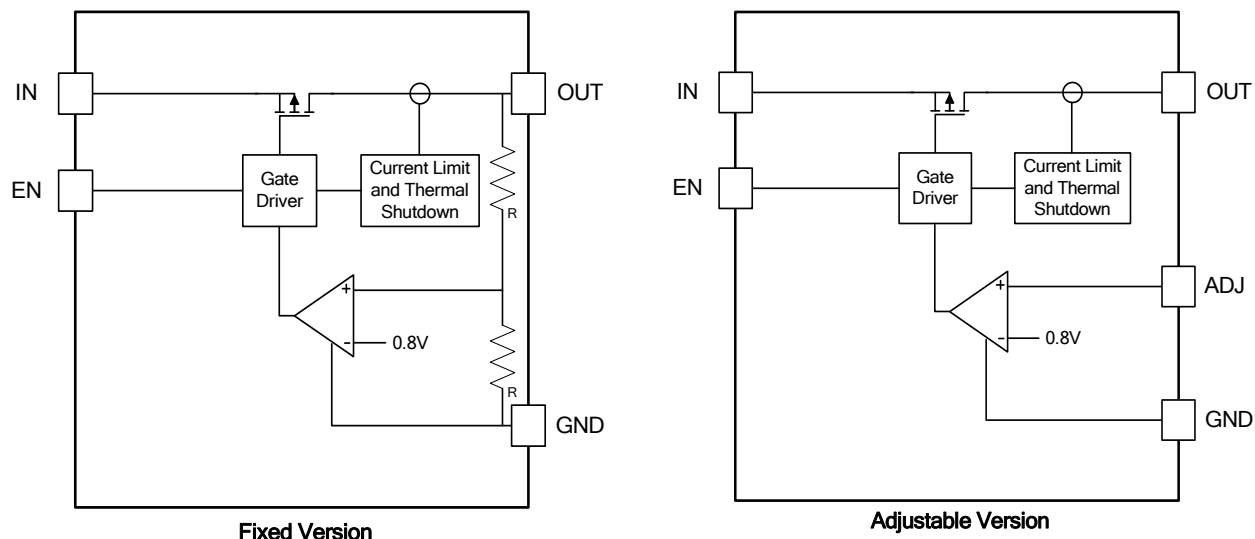 IN
OUT
EN
Gate
Driver
Current Limit
and Thermal
Shutdown
R
+
-
0.8V
R
GND
Fixed Version
IN
OUT
EN
Gate
Driver
Current Limit
and Thermal
Shutdown
ADJ
+
-
0.8V
GND
Adjustable Version